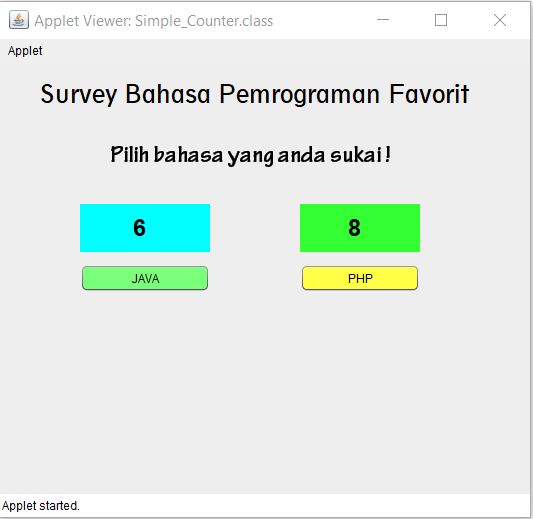 Applet Viewer: Simple_Counter.class
Applet
Survey Bahasa Pemrograman Favorit
Pilih bahasa yang anda sukai !
6 8
JAVA PHP
Applet started.